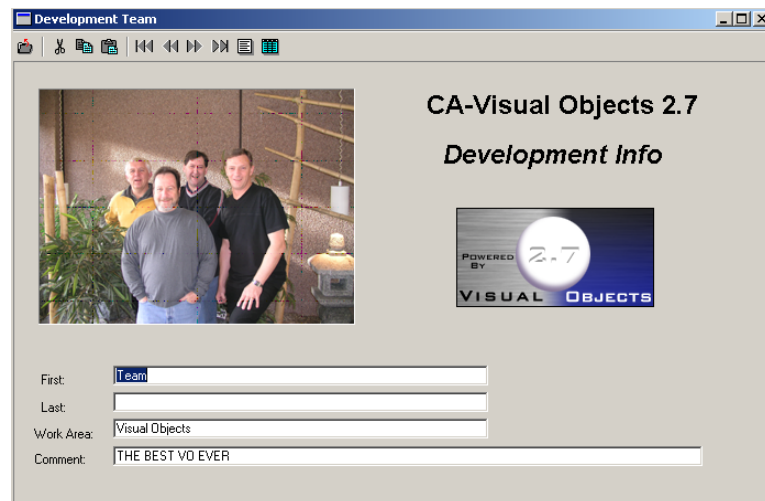 Development Team
CA-Visual Objects 2.7
Development Info
POWERED
BY
2.7
VISUAL OBJECTS
First:
Team
Last:
Work Area:
Visual Objects
Comment:
THE BEST VO EVER